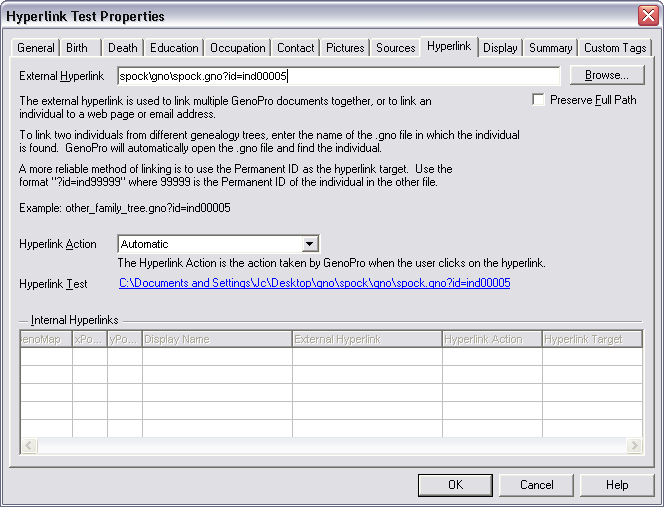 Hyperlink Test Properties
General Birth Death Education Occupation Contact Pictures Sources Hyperlink Display Summary Custom Tags
External Hyperlink spock\gno\spock.gno?id=ind00005 Browse...
The external hyperlink is used to link multiple GenoPro documents together, or to link an Preserve Full Path
individual to a web page or email address.
To link two individuals from different genealogy trees, enter the name of the .gno file in which the individual
is found. GenoPro will automatically open the .gno file and find the individual.
A more reliable method of linking is to use the Permanent ID as the hyperlink target. Use the
format "?id=ind99999" where 99999 is the Permanent ID of the individual in the other file.
Example: other_family_tree.gno?id=ind00005
Hyperlink Action Automatic
The Hyperlink Action is the action taken by GenoPro when the user clicks on the hyperlink.
Hyperlink Test C:\Documents and Settings\Jc\Desktop\gno\spock\gno\spock.gno?id=ind00005
Internal Hyperlinks
enoMap xPo... yPo... Display Name External Hyperlink Hyperlink Action Hyperlink Target
OK Cancel Help